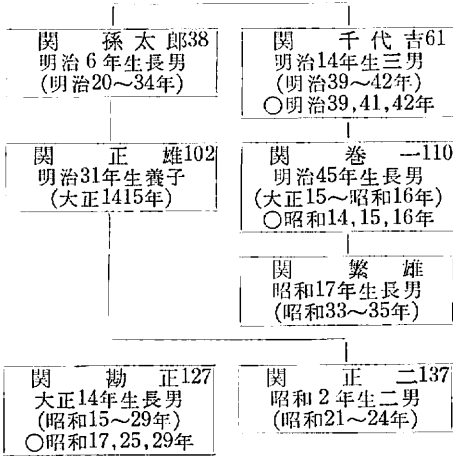 関 孫太郎38
明治6年生長男
(明治20～34年)
関 千代吉61
明治14年生三男
(明治39～42年)
○明治39,41,42年
関 正雄102
明治31年生養子
(大正1415年)
関 巻一110
明治45年生長男
(大正15～昭和16年)
○昭和14,15,16年
関 繁雄
昭和17年生長男
(昭和33～35年)
関 勘正127
大正14年生長男
(昭和15～29年)
○昭和17,25,29年
関 正二137
昭和2年生二男
(昭和21～24年)